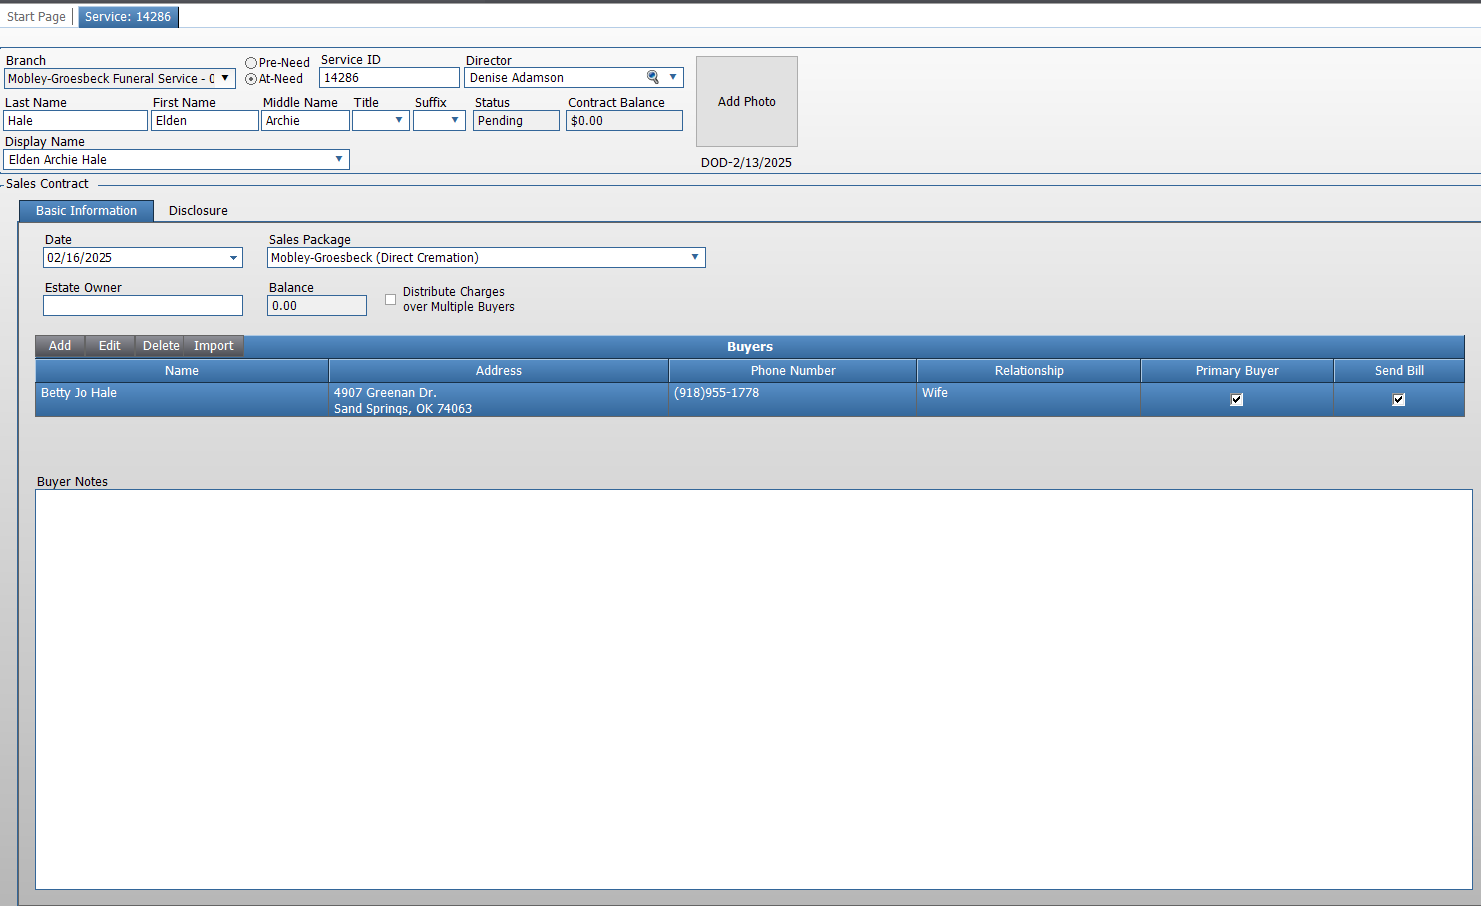 Start Page
Service: 14286
Branch
Mobley-Groesbeck Funeral Service - 0
Pre-Need
At-Need
Service ID
14286
Director
Denise Adamson
Add Photo
Last Name
First Name
Middle Name
Title
Suffix
Status
Contract Balance
Hale
Elden
Archie
Pending
$0.00
Display Name
Elden Archie Hale
DOD-2/13/2025
Sales Contract
Basic Information
Disclosure
Date
Sales Package
02/16/2025
Mobley-Groesbeck (Direct Cremation)
Estate Owner
Balance
0.00
Distribute Charges
over Multiple Buyers
Add Edit Delete Import
Buyers
Name Address Phone Number Relationship Primary Buyer Send Bill
Betty Jo Hale
4907 Greenan Dr.
Sand Springs, OK 74063
(918)955-1778
Wife
Buyer Notes